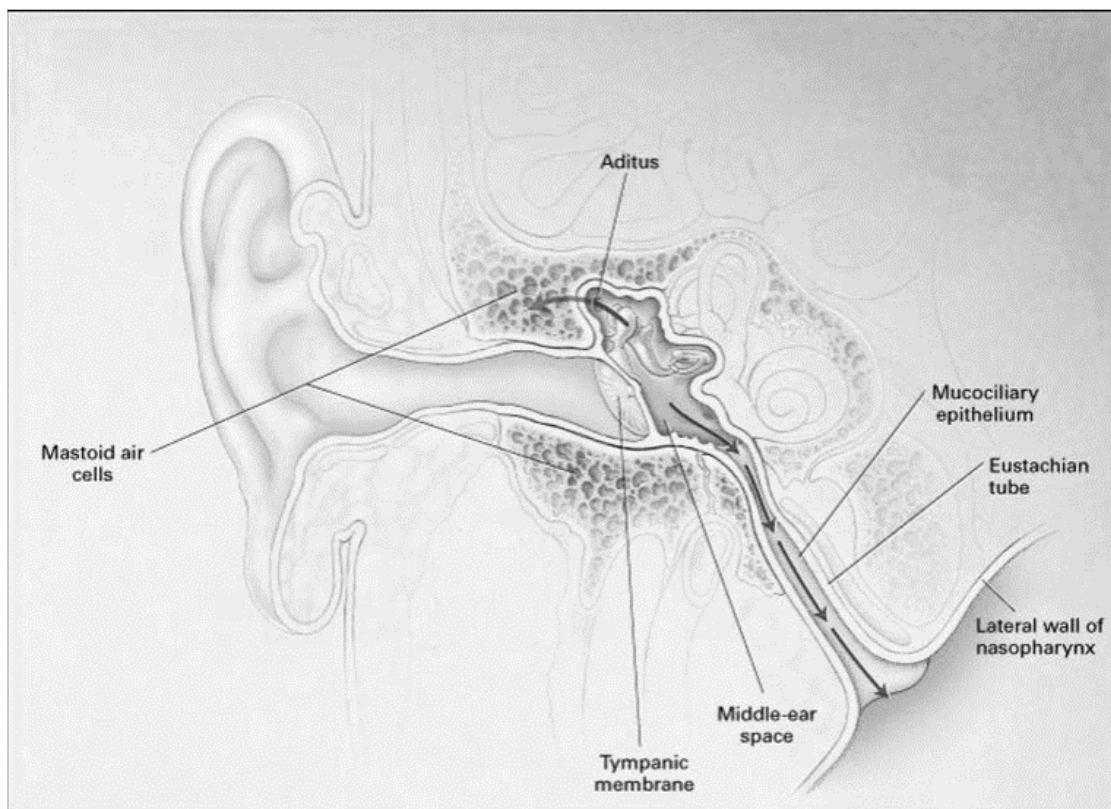 Aditus
Mucociliary
epithelium
Mastoid air
cells
Eustachian
tube
Lateral wall of
nasopharynx
Middle-ear
space
Tympanic
membrane